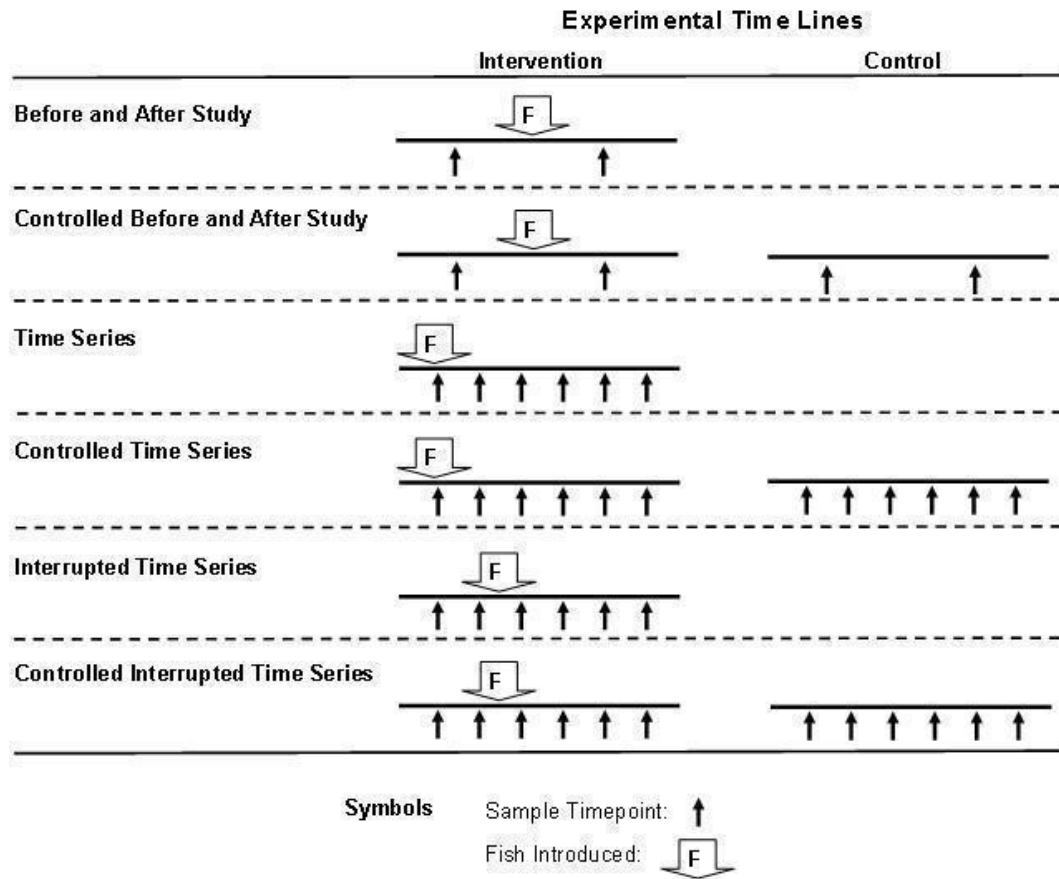 Experimental Time Lines
Intervention Control
Before and After Study
F
Controlled Before and After Study
F
Time Series
F
Controlled Time Series
F
Interrupted Time Series
F
Controlled Interrupted Time Series
F
Symbols Sample Timepoint:
Fish Introduced: F